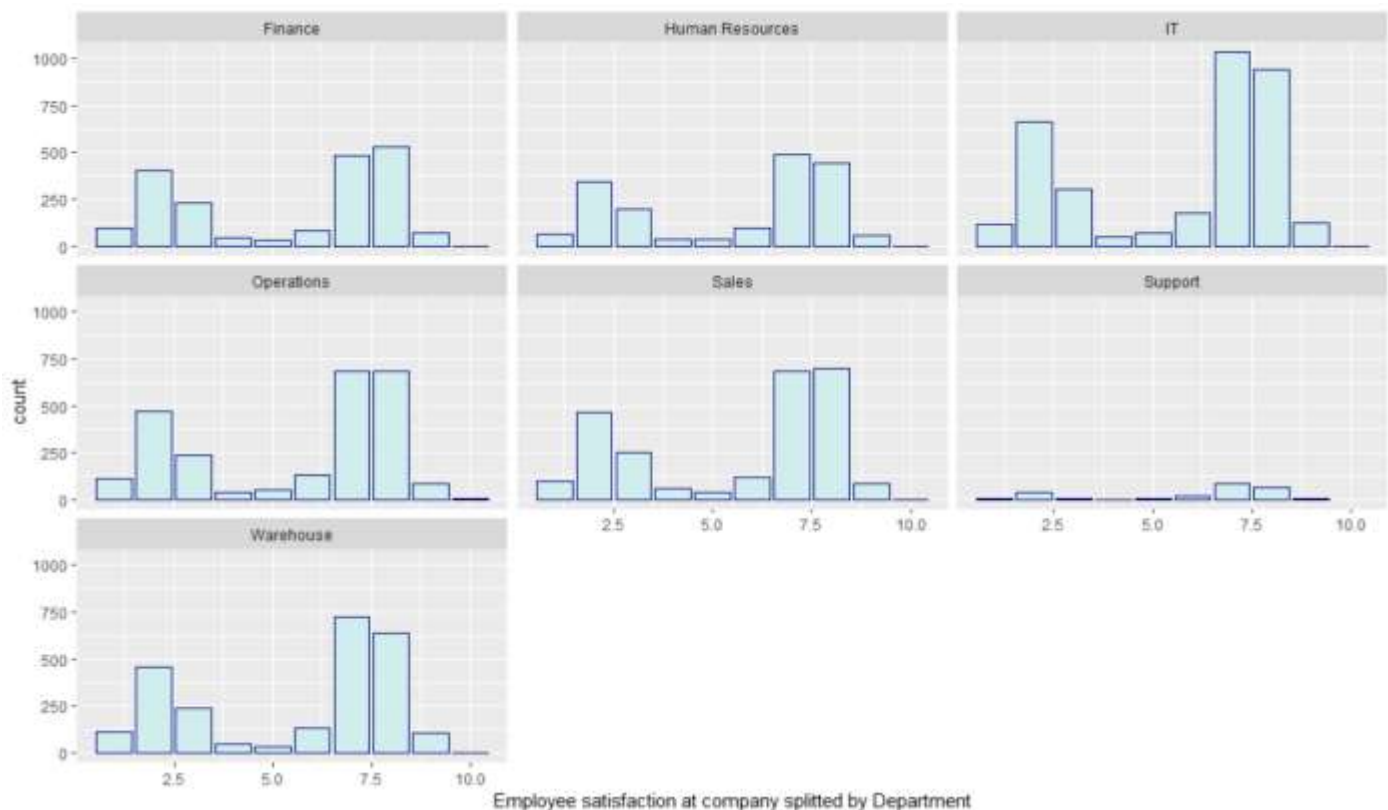 Finance
Human Resources
IT
1000
750
500
250
0
Operations
Sales
Support
1000
750
500
250
0
count
2.5 5.0 7.5 10.0
2.5 5.0 7.5 10.0
Warehouse
1000
750
500
250
0
2.5 5.0 7.5 10.0
Employee satisfaction at company splitted by Department